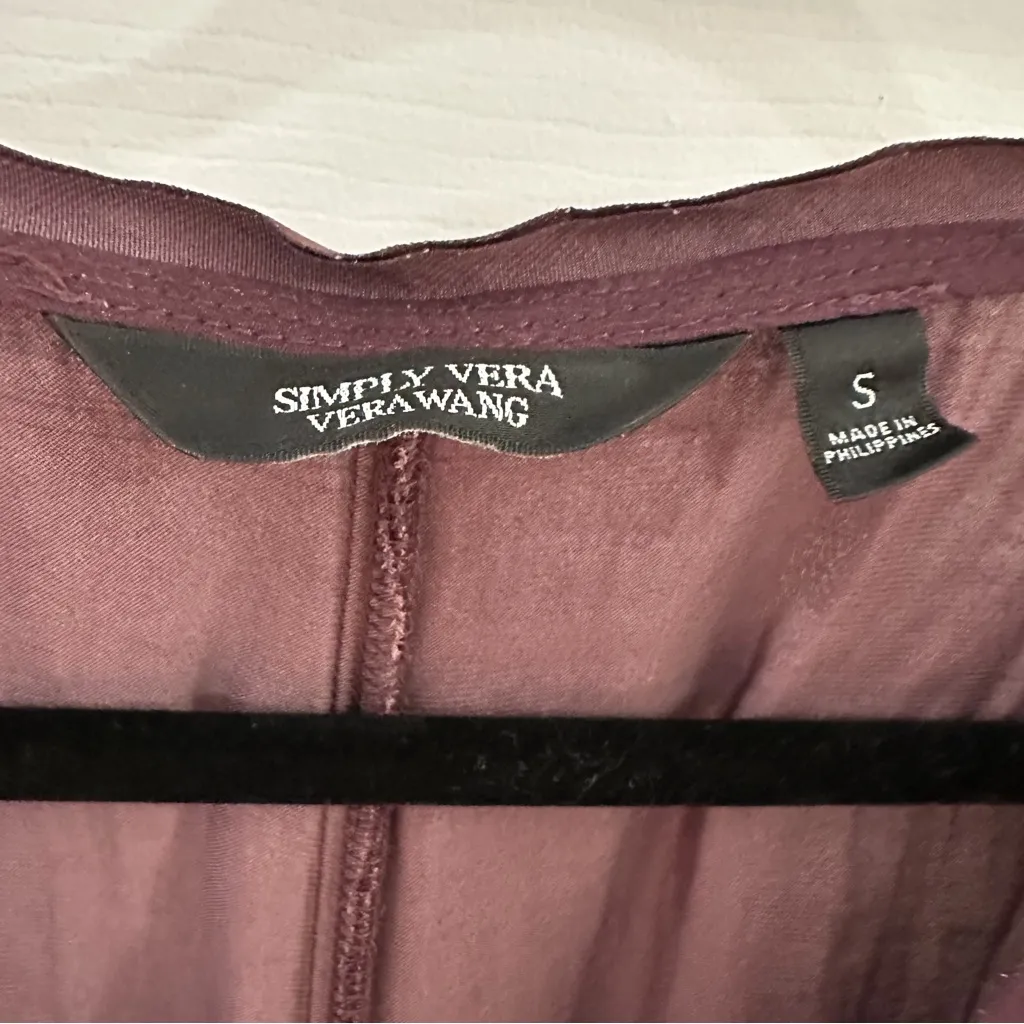 SIMPLY VERA
VERA WANG
S
MADE IN
PHILIPPINES